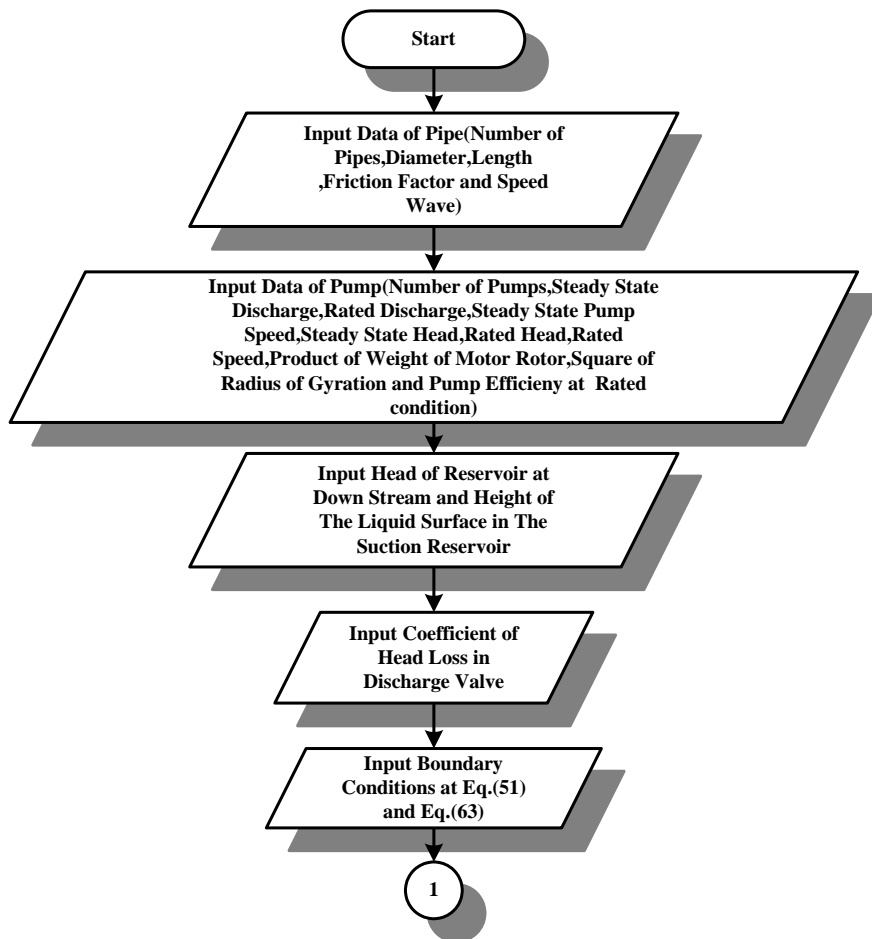 Start
Input Data of Pipe(Number of
Pipes,Diameter,Length
,Friction Factor and Speed
Wave)
Input Data of Pump(Number of Pumps,Steady State
Discharge,Rated Discharge,Steady State Pump
Speed,Steady State Head,Rated Head,Rated
Speed,Product of Weight of Motor Rotor,Square of
Radius of Gyration and Pump Efficieny at Rated
condition)
Input Head of Reservoir at
Down Stream and Height of
The Liquid Surface in The
Suction Reservoir
Input Coefficient of
Head Loss in
Discharge Valve
Input Boundary
Conditions at Eq.(51)
and Eq.(63)
1